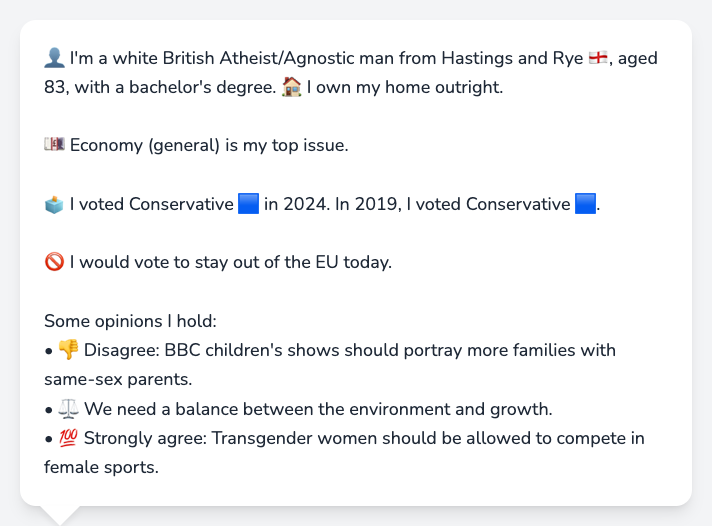 👤 I'm a white British Atheist/Agnostic man from Hastings and Rye 🏴󠁧󠁢󠁥󠁮󠁧󠁿, aged
83, with a bachelor's degree. 🏠 I own my home outright.
💷 Economy (general) is my top issue.
🗳️ I voted Conservative 🟦 in 2024. In 2019, I voted Conservative 🟦.
🚫 I would vote to stay out of the EU today.
Some opinions I hold:
• 👎 Disagree: BBC children's shows should portray more families with
same-sex parents.
• ⚖️ We need a balance between the environment and growth.
• 💯 Strongly agree: Transgender women should be allowed to compete in
female sports.